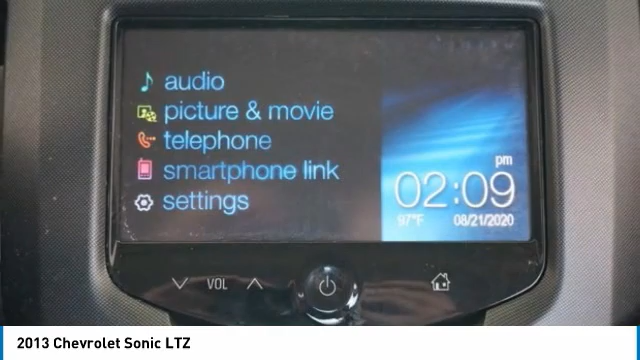 audio
picture & movie
telephone
smartphone link
settings
pm
02:09
97°F 08/21/2020
VOL
2013 Chevrolet Sonic LTZ